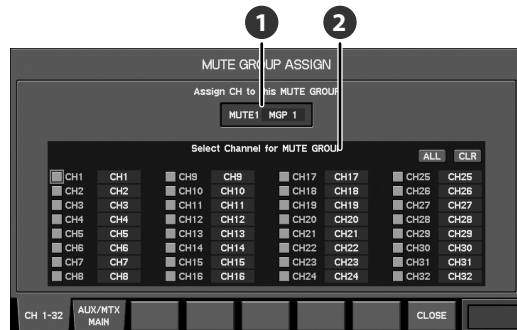 1 2
MUTE GROUP ASSIGN
Assign CH to this MUTE GROUP
MUTE1 MGP 1
Select Channel for MUTE GROUP
ALL CLR
CH1 CH1 CH9 CH9 CH17 CH17 CH25 CH25
CH2 CH2 CH10 CH10 CH18 CH18 CH26 CH26
CH3 CH3 CH11 CH11 CH19 CH19 CH27 CH27
CH4 CH4 CH12 CH12 CH20 CH20 CH28 CH28
CH5 CH5 CH13 CH13 CH21 CH21 CH29 CH29
CH6 CH6 CH14 CH14 CH22 CH22 CH30 CH30
CH7 CH7 CH15 CH15 CH23 CH23 CH31 CH31
CH8 CH8 CH16 CH16 CH24 CH24 CH32 CH32
CH 1-32 AUX/MTX MAIN CLOSE